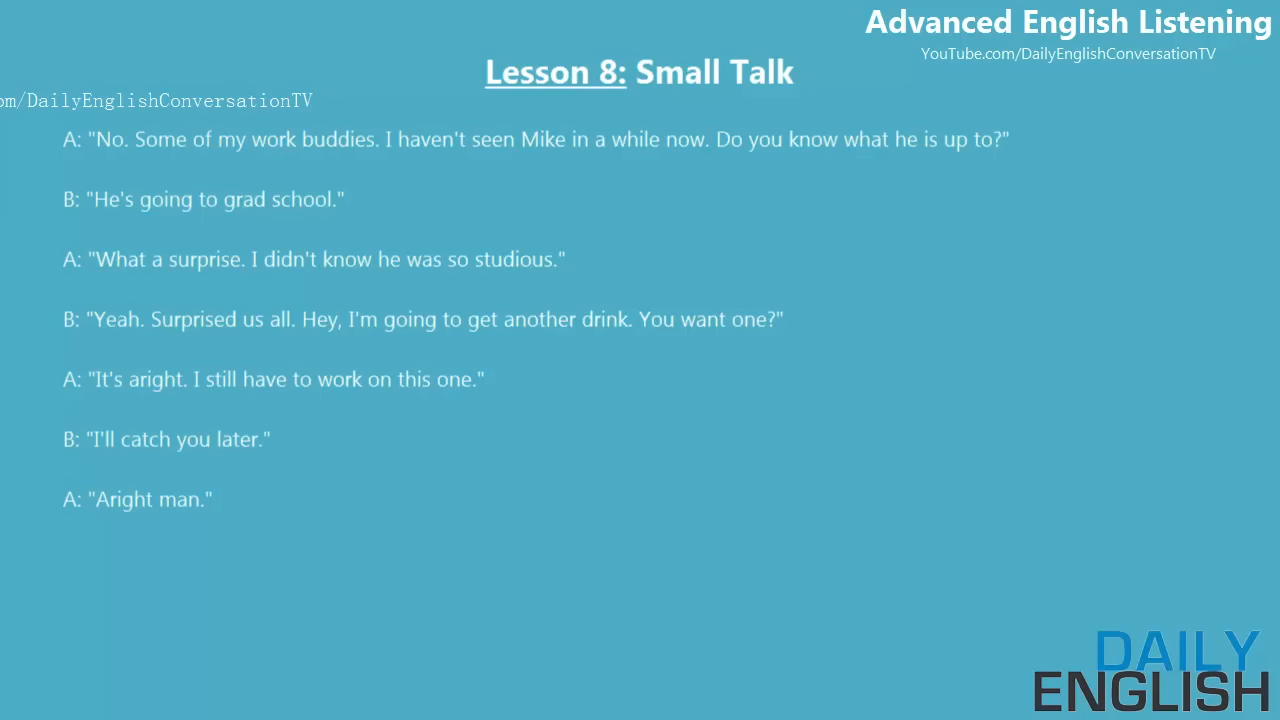 Advanced English Listening
YouTube.com/DailyEnglishConversationTV
Lesson 8: Small Talk
om/DailyEnglishConversationTV
A: "No. Some of my work buddies. I haven't seen Mike in a while now. Do you know what he is up to?"
B: "He's going to grad school."
A: "What a surprise. I didn't know he was so studious."
B: "Yeah. Surprised us all. Hey, I'm going to get another drink. You want one?"
A: "It's aright. I still have to work on this one."
B: "I'll catch you later."
A: "Aright man."
DAILY
ENGLISH